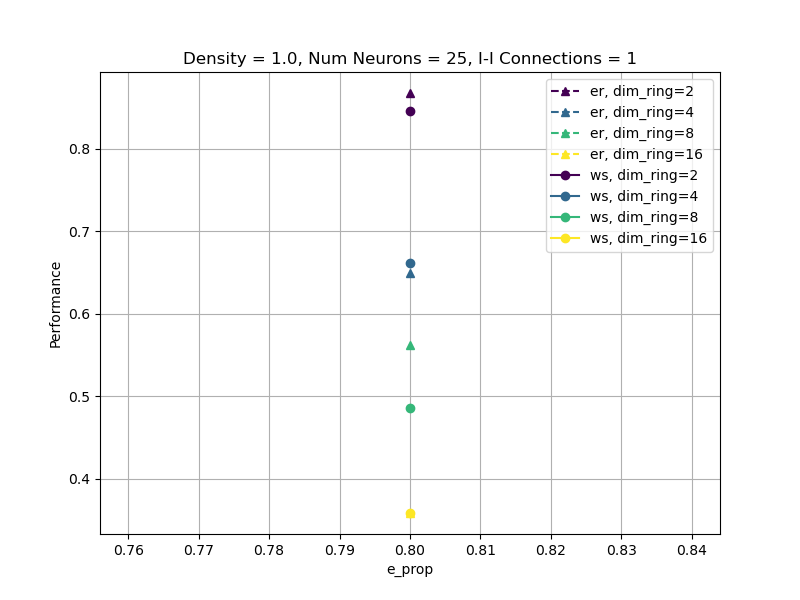 Density = 1.0, Num Neurons = 25, I-I Connections = 1
er, dim_ring=2
er, dim_ring=4
er, dim_ring=8
er, dim_ring=16
ws, dim_ring=2
ws, dim_ring=4
ws, dim_ring=8
ws, dim_ring=16
0.8
0.7
0.6
0.5
0.4
Performance
0.76 0.77 0.78 0.79 0.80 0.81 0.82 0.83 0.84
e_prop